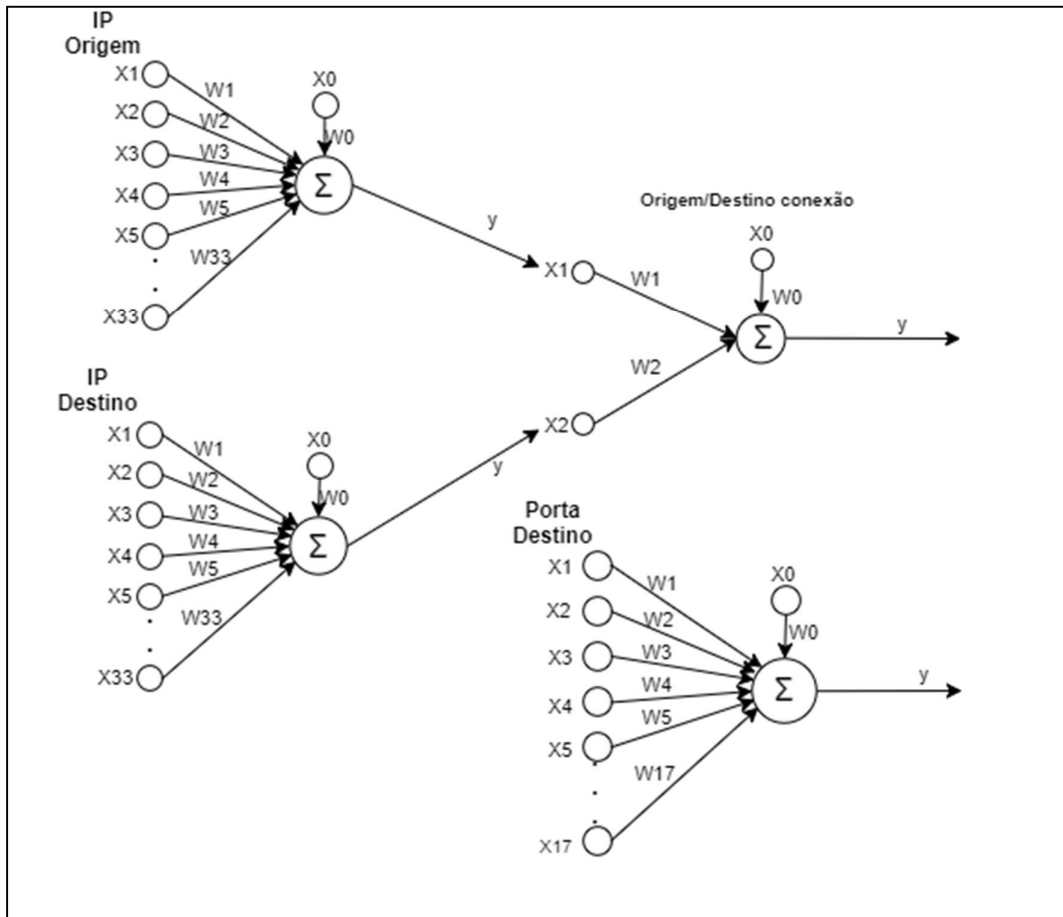 IP
Origem
X1
W1
X0
X2
W2
W0
X3
W3
Σ
X4
W4
X5
W5
.
.
W33
X33
y
Origem/Destino conexão
X0
X1
W1
W0
Σ
y
W2
X2
IP
Destino
X1
W1
X0
X2
W2
W0
X3
W3
Σ
X4
W4
X5
W5
.
.
W33
X33
y
Porta
Destino
X1
W1
X0
X2
W2
W0
X3
W3
Σ
y
X4
W4
X5
W5
.
.
W17
X17